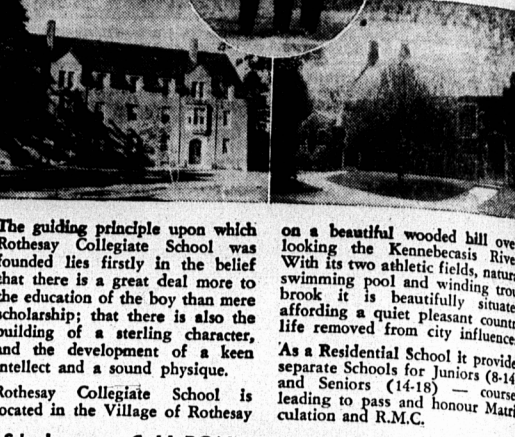 The guiding principle upon which
Rothesay Collegiate School was
founded lies firstly in the belief
that there is a great deal more to
the education of the boy than mere
scholarship; that there is also the
building of a sterling character,
and the development of a keen
intellect and a sound physique.
Rothesay Collegiate School is
located in the Village of Rothesay
on a beautiful wooded hill over
looking the Kennebecasis Rive
With its two athletic fields, natura
swimming pool and winding trou
brook it is beautifully situate
affording a quiet pleasant countr
life removed from city influence
As a Residential School it provide
separate Schools for Juniors (8-14
and Seniors (14-18) — course
leading to pass and honour Matri
culation and R.M.C.